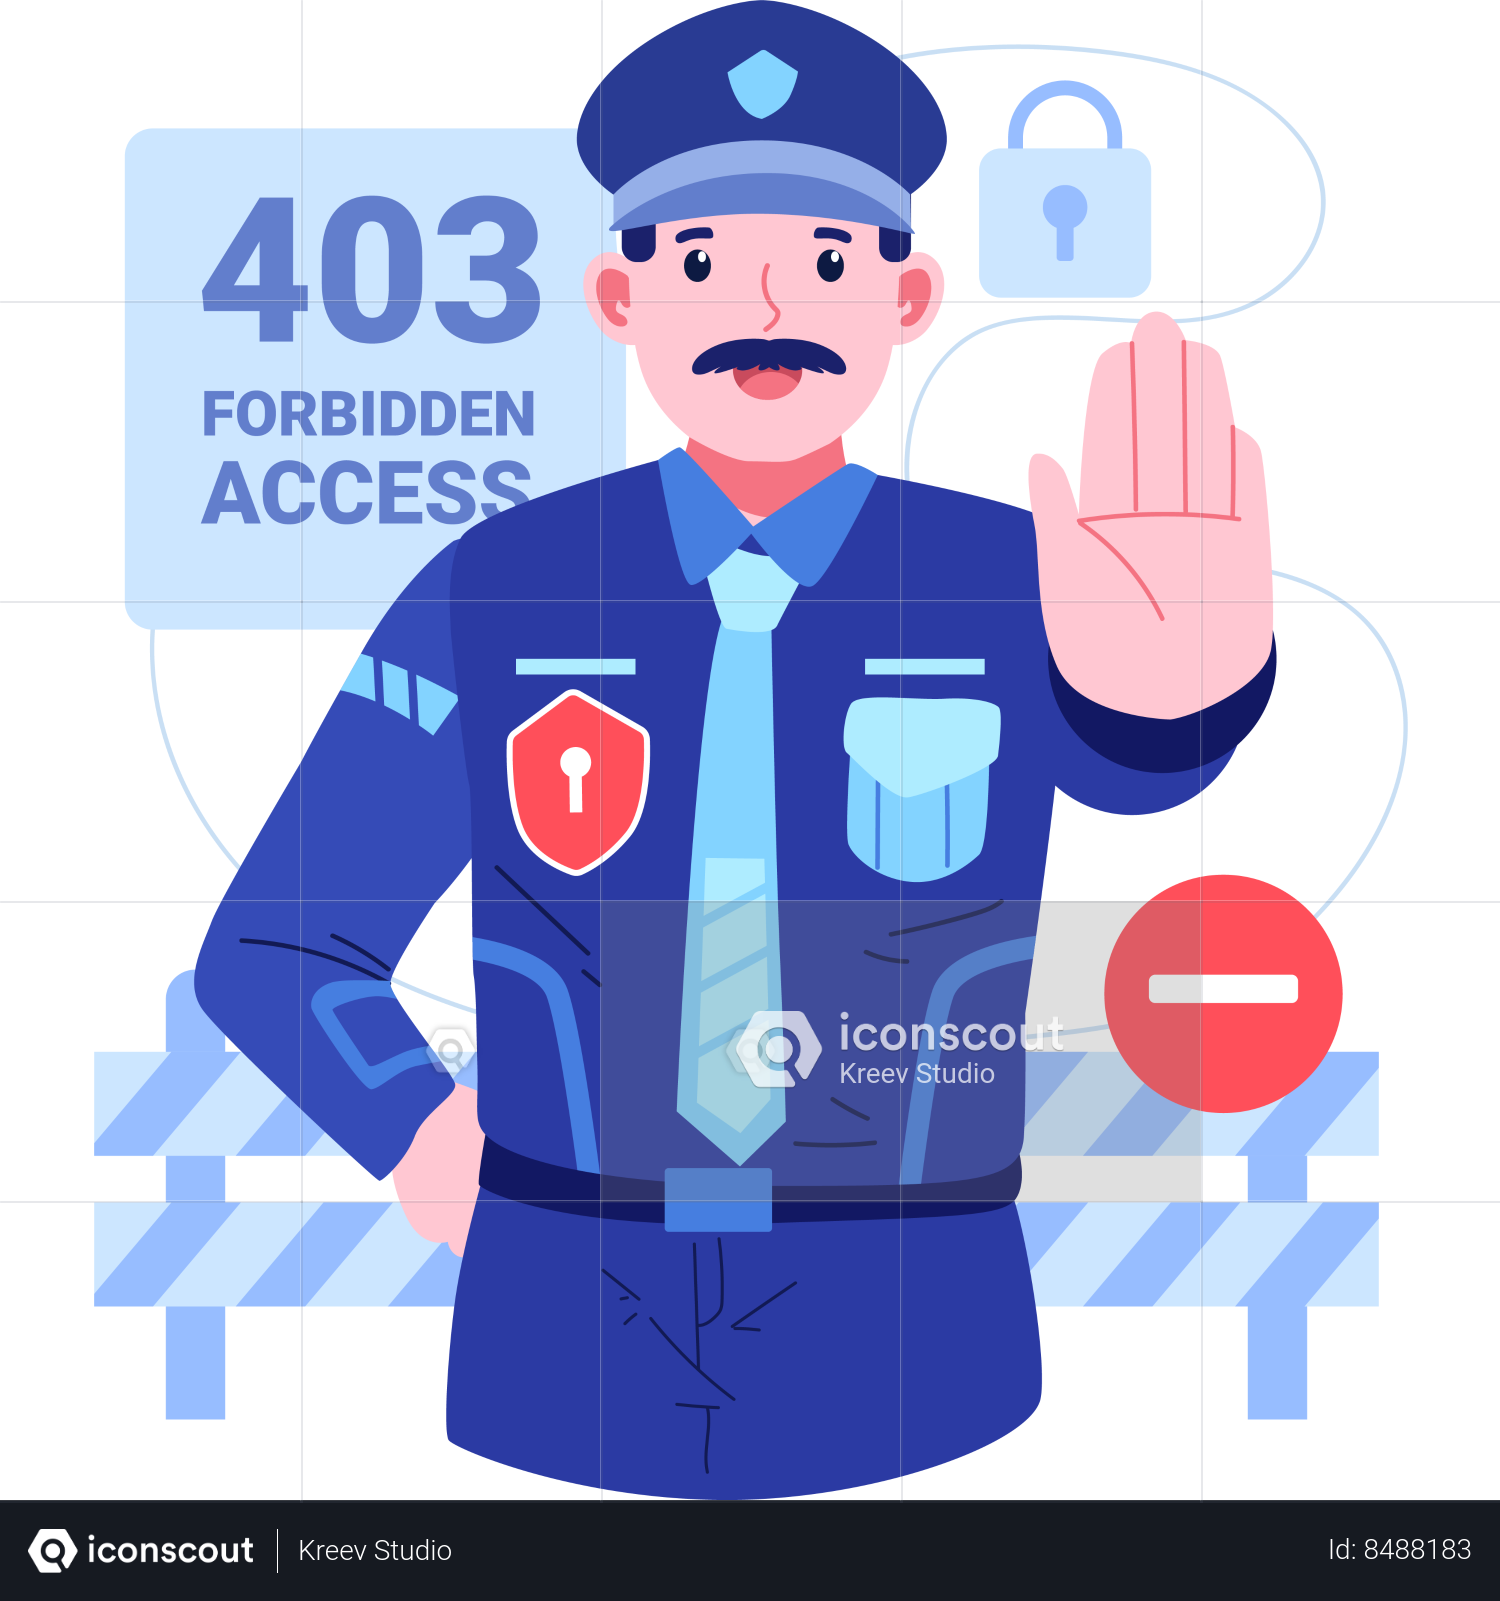 403
FORBIDDEN
ACCESS
iconscout
Kreev Studio
iconscout
Kreev Studio
Id: 8488183